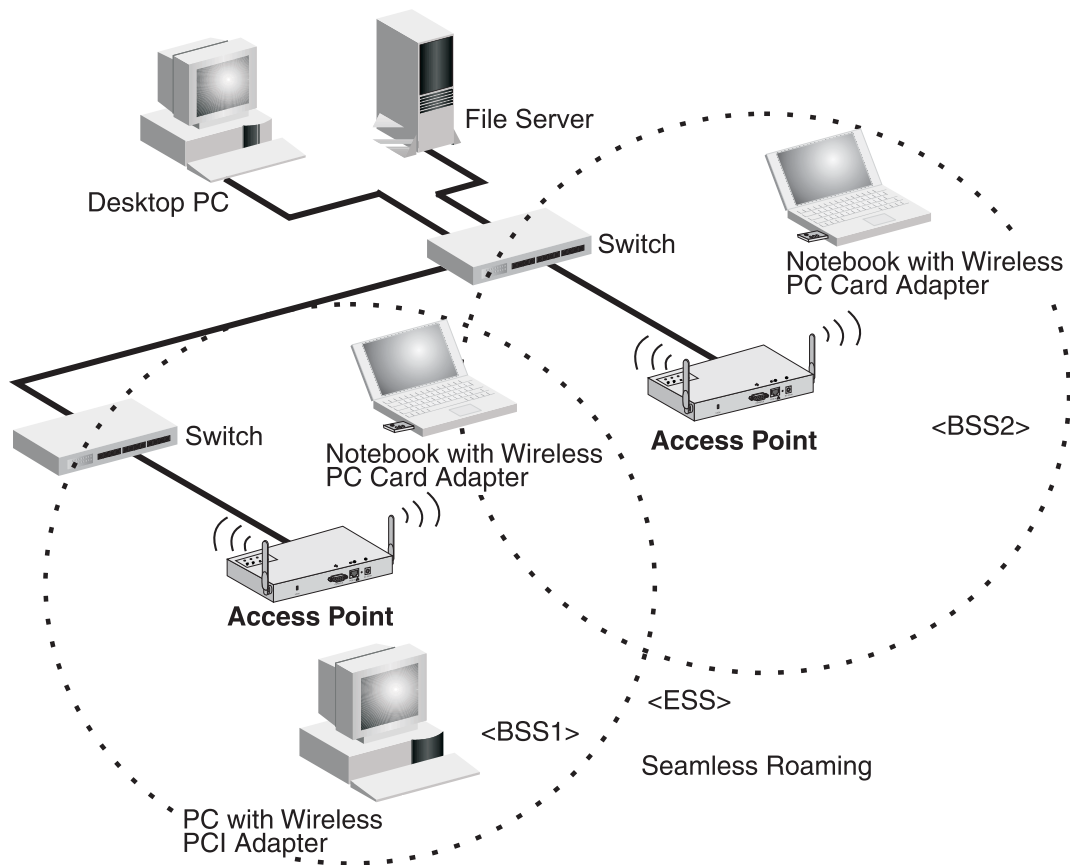 File Server
Desktop PC
Switch
Notebook with Wireless
PC Card Adapter
Access Point
<BSS2>
Switch
Notebook with Wireless
PC Card Adapter
Access Point
<BSS1>
<ESS>
Seamless Roaming
PC with Wireless
PCI Adapter